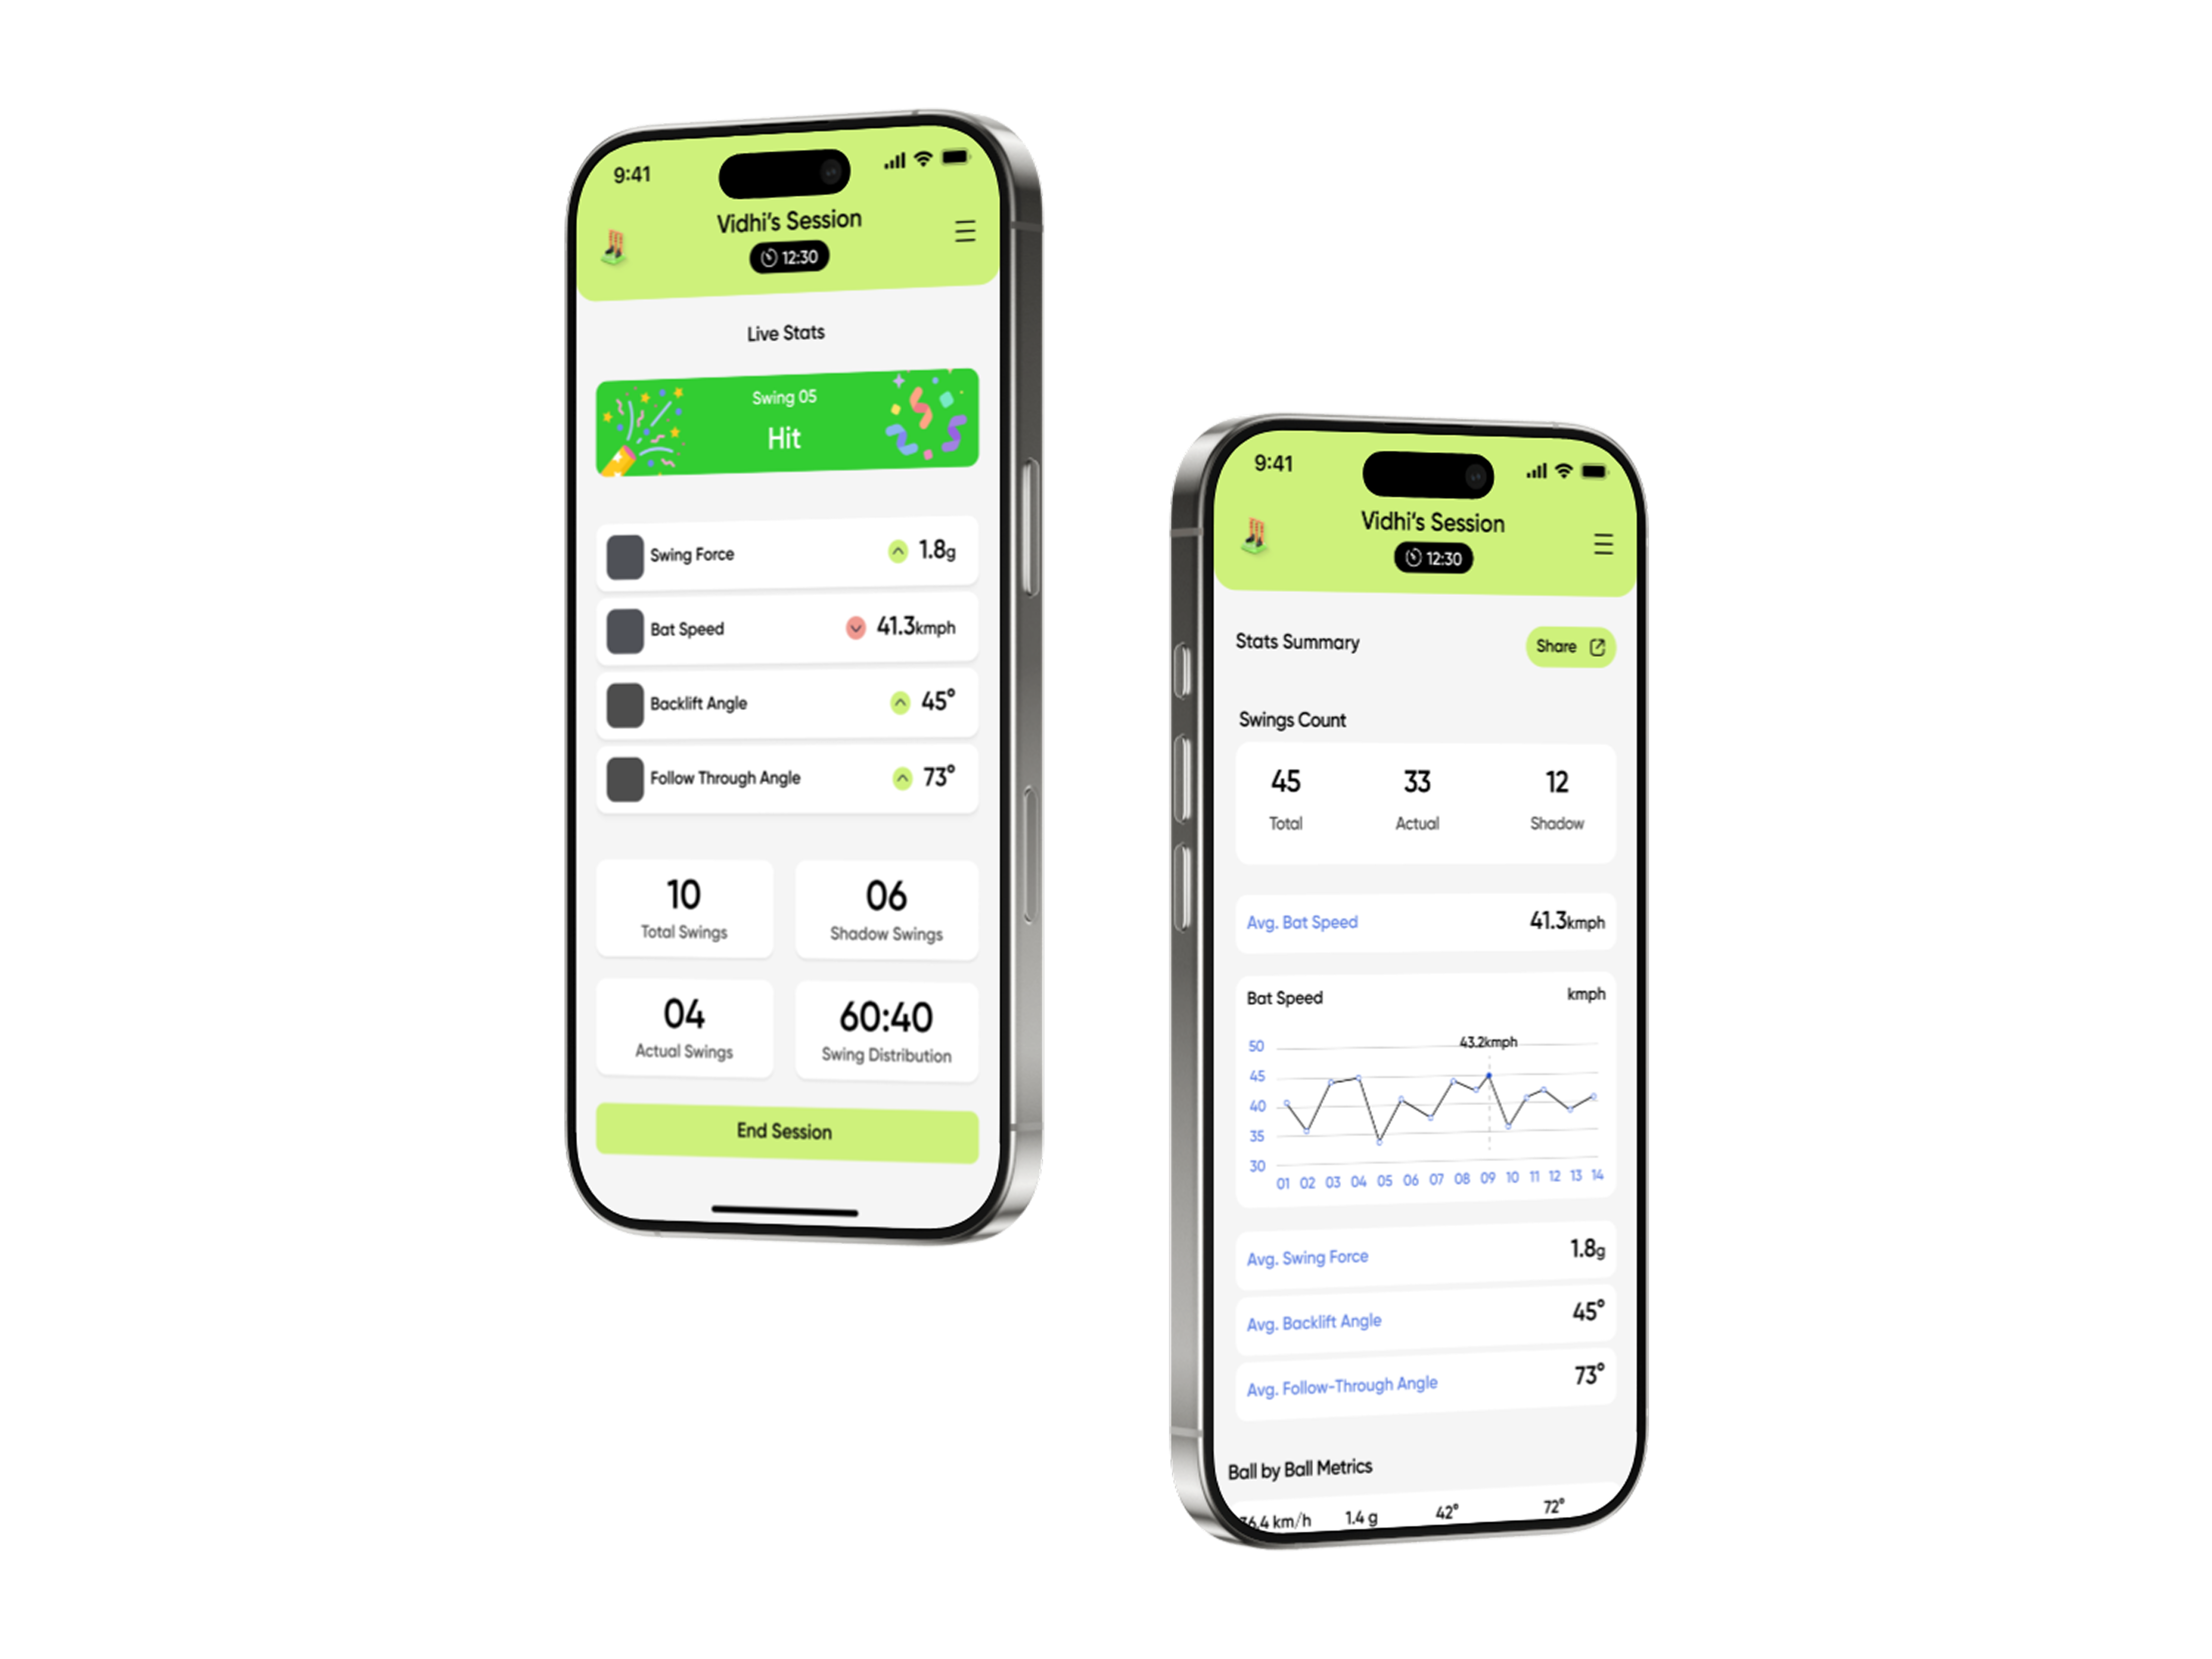 9:41
Vidhi's Session
12:30
Live Stats
Swing 05
Hit
Swing Force 1.8g
Bat Speed 41.3kmph
Backlift Angle 45°
Follow Through Angle 73°
10
Total Swings
06
Shadow Swings
04
Actual Swings
60:40
Swing Distribution
End Session
9:41
Vidhi's Session
12:30
Stats Summary
Share
Swings Count
45 33 12
Total Actual Shadow
Avg. Bat Speed 41.3kmph
Bat Speed kmph
43.2kmph
50
45
40
35
30
01 02 03 04 05 06 07 08 09 10 11 12 13 14
Avg. Swing Force 1.8g
Avg. Backlift Angle 45°
Avg. Follow-Through Angle 73°
Ball by Ball Metrics
km/h 1.4 g 42° 72°